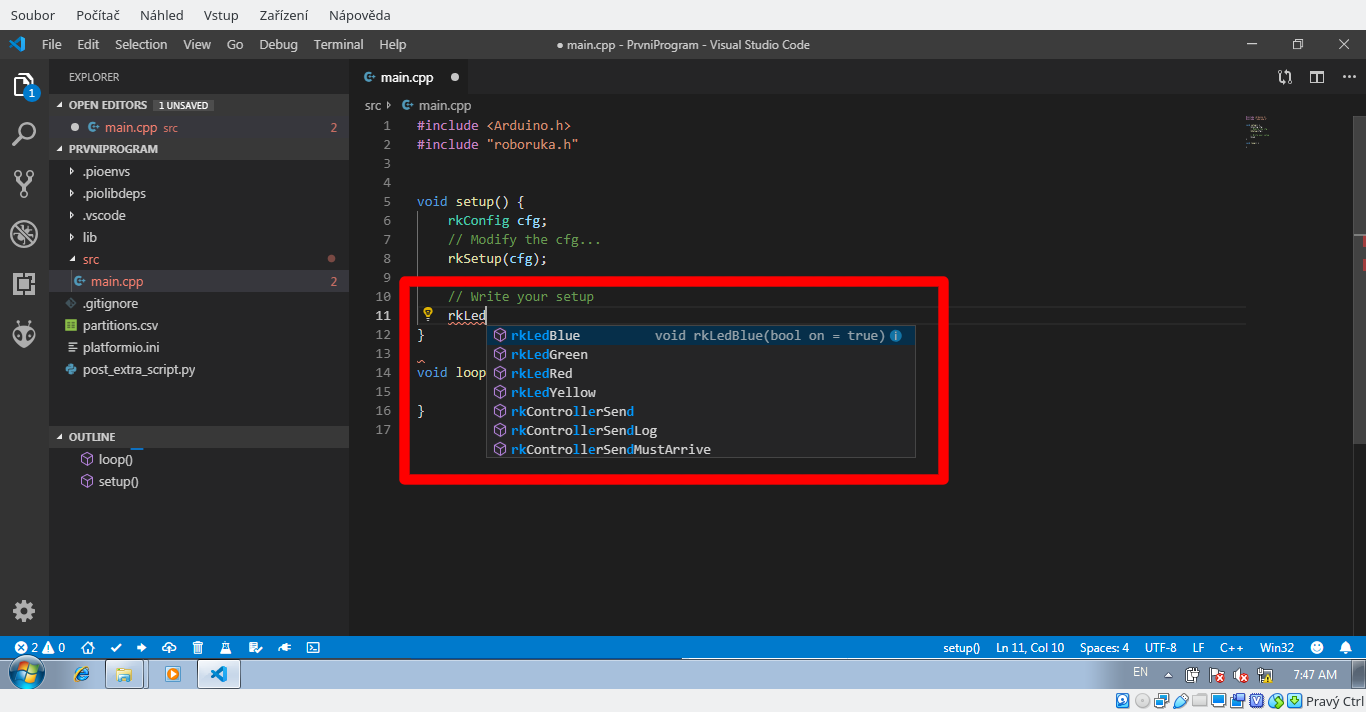 Soubor Počítač Náhled Vstup Zařízení Nápověda
File Edit Selection View Go Debug Terminal Help
● main.cpp - PrvniProgram - Visual Studio Code
EXPLORER
1
OPEN EDITORS 1 UNSAVED
main.cpp src 2
PRVNIPROGRAM
.pioenvs
.piolibdeps
.vscode
lib
src
main.cpp 2
.gitignore
partitions.csv
platformio.ini
post_extra_script.py
OUTLINE
loop()
setup()
main.cpp
src main.cpp
1 #include <Arduino.h>
2 #include "roboruka.h"
3
4
5 void setup() {
6 rkConfig cfg;
7 // Modify the cfg...
8 rkSetup(cfg);
9
10 // Write your setup
11 rkLed
12 }
13
14 void loop
15
16 }
17
rkLedBlue void rkLedBlue(bool on = true)
rkLedGreen
rkLedRed
rkLedYellow
rkControllerSend
rkControllerSendLog
rkControllerSendMustArrive
2 0
setup() Ln 11, Col 10 Spaces: 4 UTF-8 LF C++ Win32
EN 7:47 AM
Pravý Ctrl